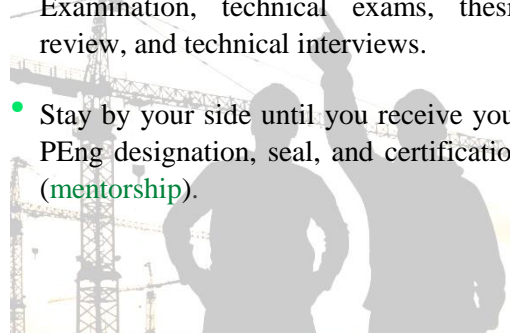 Examination, technical exams, thesi
review, and technical interviews.
• Stay by your side until you receive you
PEng designation, seal, and certificatio
(mentorship).